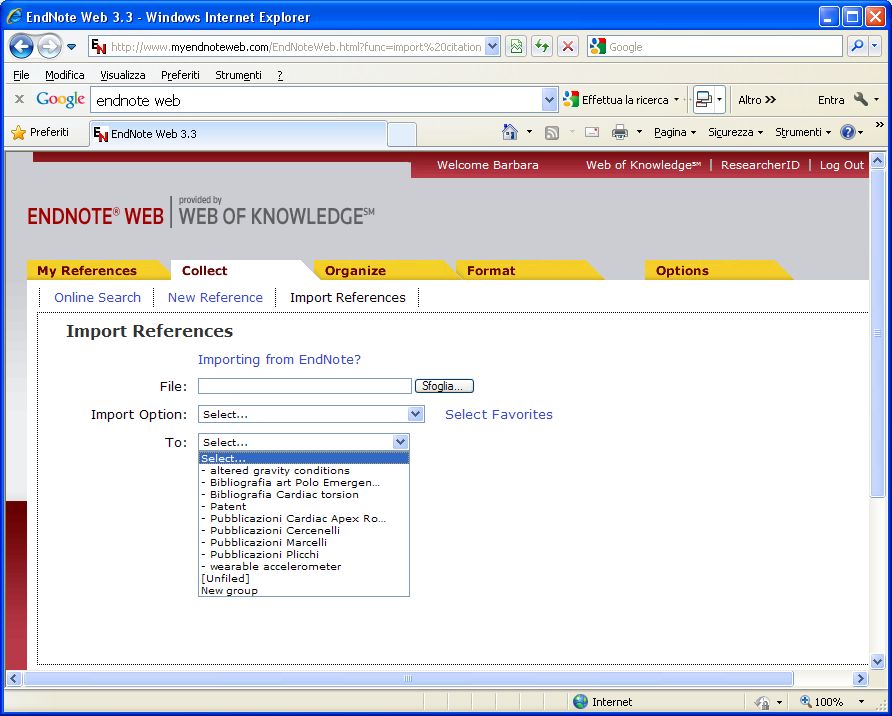 EndNote Web 3.3 - Windows Internet Explorer
http://www.myendnoteweb.com/EndNoteWeb.html?func=import%20citation
Google
File Modifica Visualizza Preferiti Strumenti ?
x Google endnote web Effettua la ricerca Altro >> Entra
Preferiti EndNote Web 3.3 Pagina Sicurezza Strumenti ? >>
Welcome Barbara Web of Knowledge℠ | ResearcherID | Log Out
ENDNOTE® WEB | provided by
WEB OF KNOWLEDGE℠
My References Collect Organize Format Options
Online Search New Reference Import References
Import References
Importing from EndNote?
File: Sfoglia...
Import Option: Select... Select Favorites
To: Select...
Select...
- altered gravity conditions
- Bibliografia art Polo Emergen...
- Bibliografia Cardiac torsion
- Patent
- Pubblicazioni Cardiac Apex Ro...
- Pubblicazioni Cercenelli
- Pubblicazioni Marcelli
- Pubblicazioni Plicchi
- wearable accelerometer
[Unfiled]
New group
Internet 100%